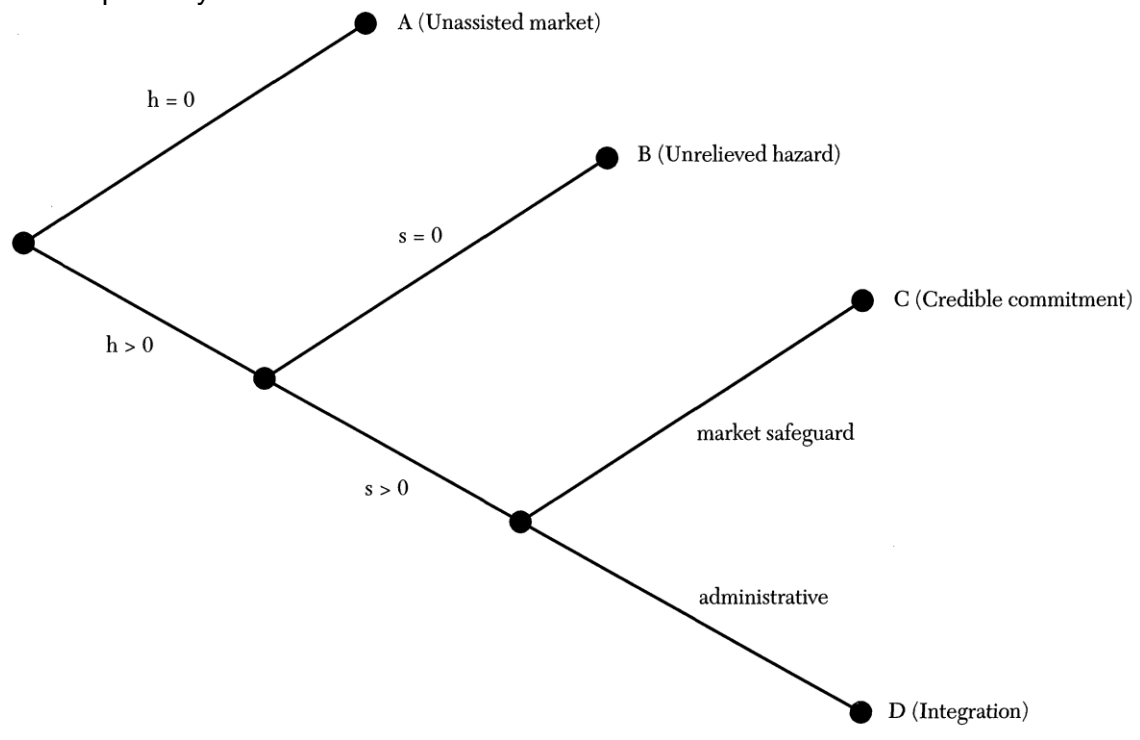 A (Unassisted market)
h = 0
B (Unrelieved hazard)
s = 0
C (Credible commitment)
h > 0
market safeguard
s > 0
administrative
D (Integration)